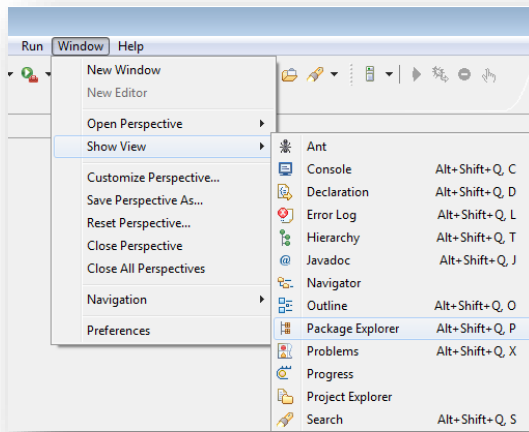 Run Window Help
New Window
New Editor
Open Perspective
Show View
Customize Perspective...
Save Perspective As...
Reset Perspective...
Close Perspective
Close All Perspectives
Navigation
Preferences
Ant
Console Alt+Shift+Q, C
Declaration Alt+Shift+Q, D
Error Log Alt+Shift+Q, L
Hierarchy Alt+Shift+Q, T
Javadoc Alt+Shift+Q, J
Navigator
Outline Alt+Shift+Q, O
Package Explorer Alt+Shift+Q, P
Problems Alt+Shift+Q, X
Progress
Project Explorer
Search Alt+Shift+Q, S